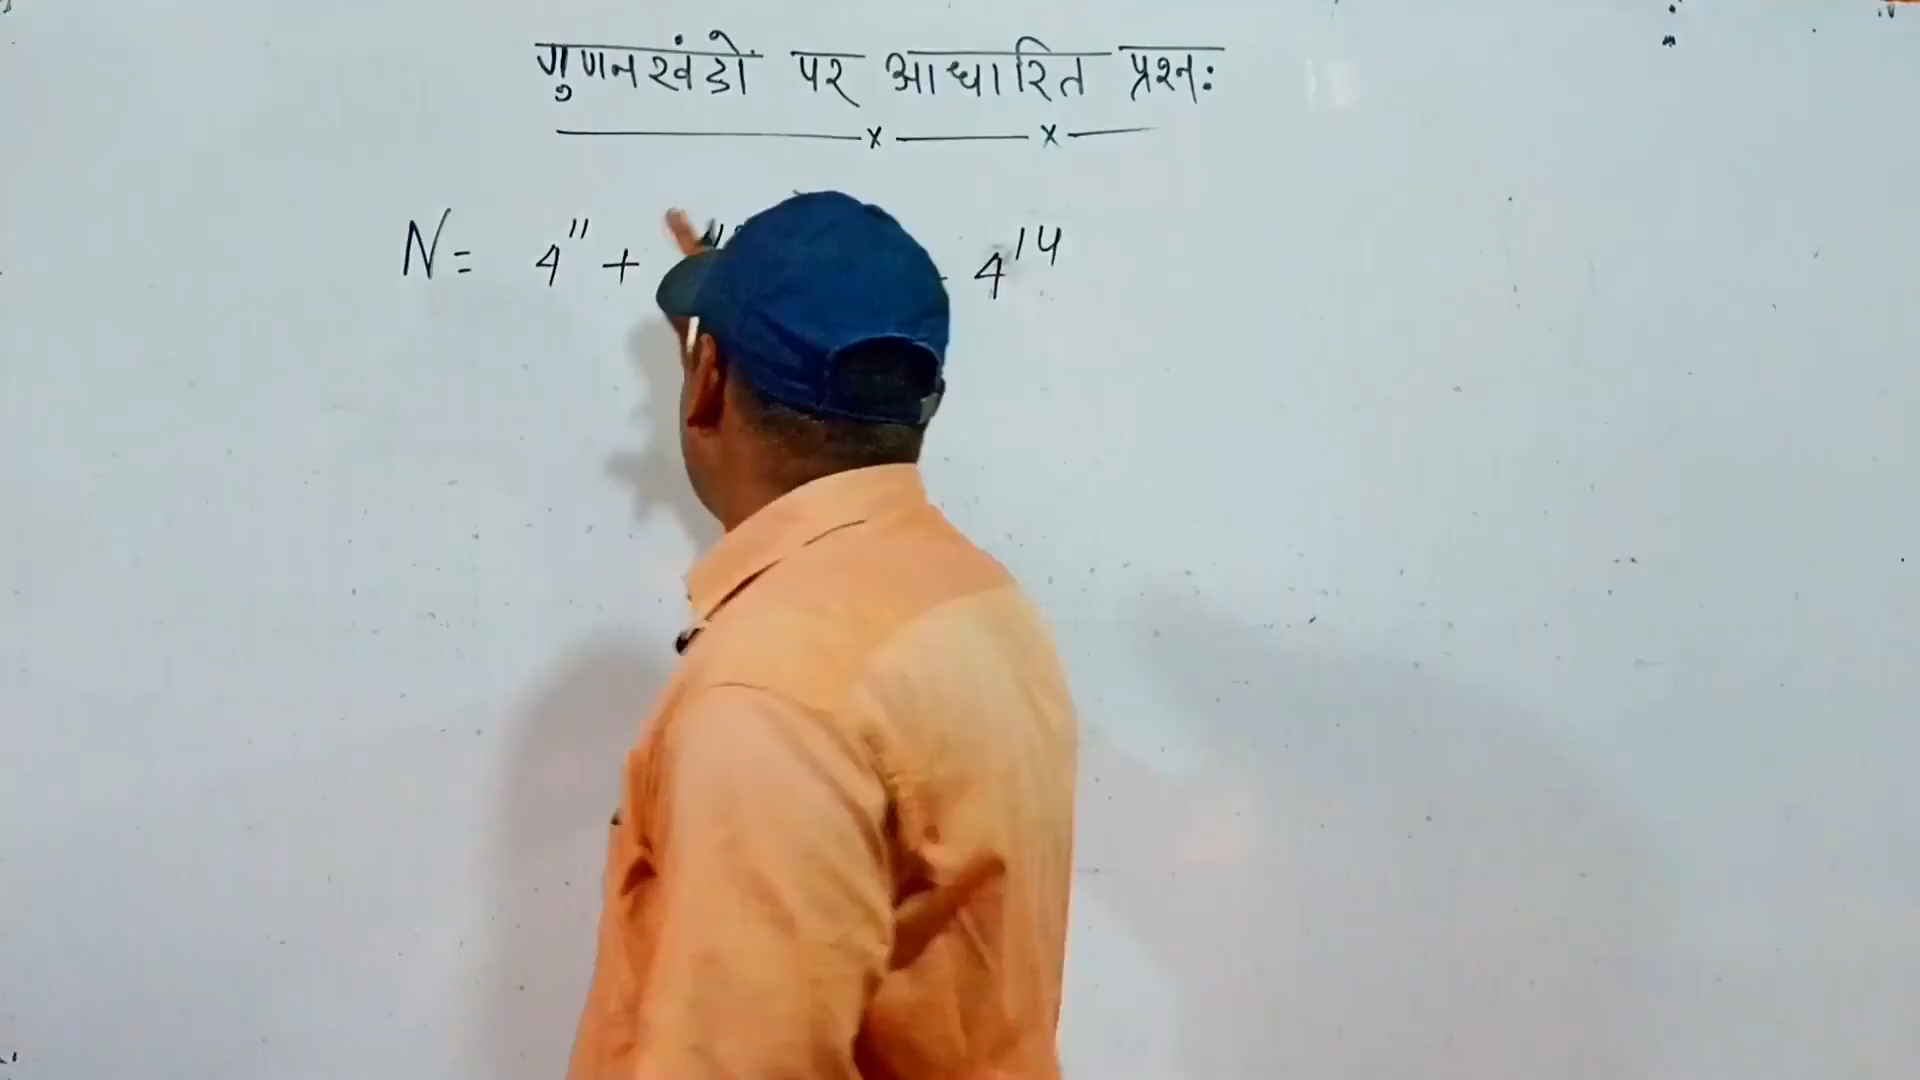 गुणनखंडों पर आधारित प्रश्न:
N = 4¹¹ + 4¹⁴